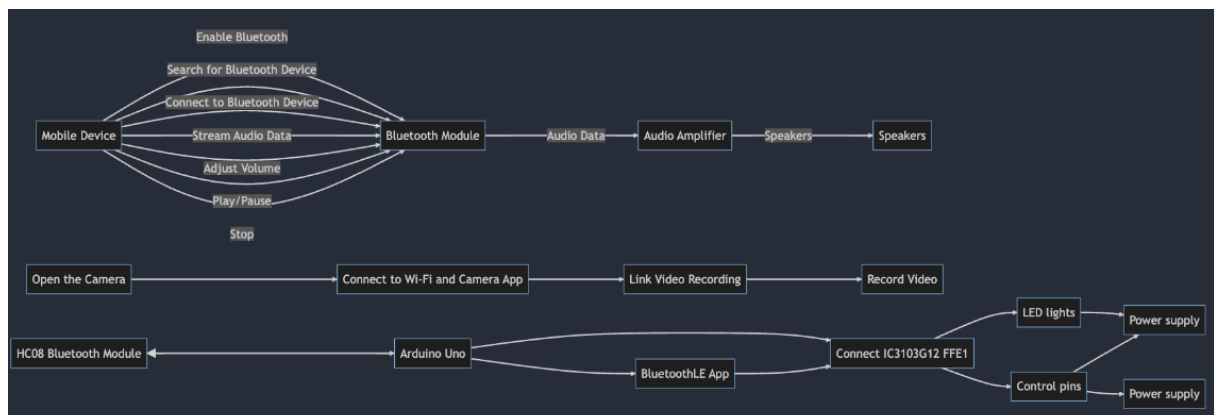 Enable Bluetooth
Search for Bluetooth Device
Connect to Bluetooth Device
Mobile Device
Stream Audio Data
Bluetooth Module
Audio Data
Audio Amplifier
Speakers
Speakers
Adjust Volume
Play/Pause
Stop
Open the Camera
Connect to Wi-Fi and Camera App
Link Video Recording
Record Video
LED lights
Power supply
HC08 Bluetooth Module
Arduino Uno
Connect IC3103G12 FFE1
BluetoothLE App
Control pins
Power supply